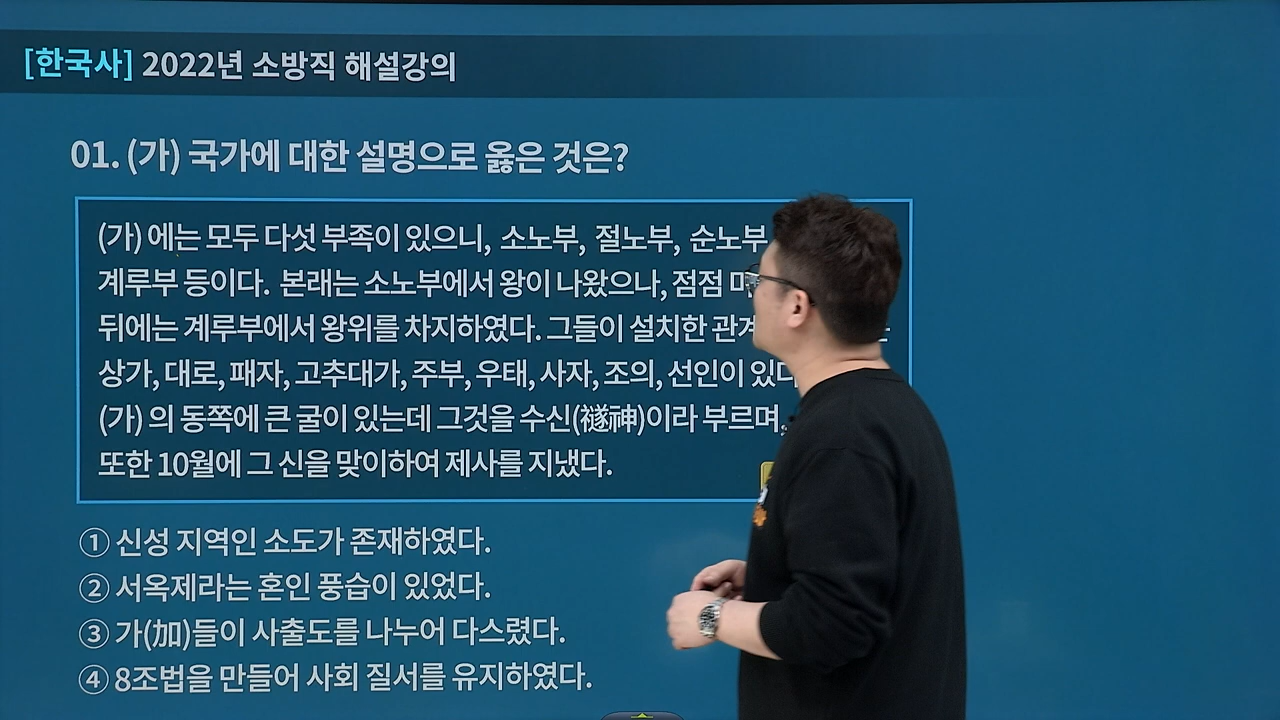 [한국사] 2022년 소방직 해설강의
01. (가) 국가에 대한 설명으로 옳은 것은?
(가) 에는 모두 다섯 부족이 있으니, 소노부, 절노부, 순노부
계루부 등이다. 본래는 소노부에서 왕이 나왔으나, 점점
뒤에는 계루부에서 왕위를 차지하였다. 그들이 설치한
상가, 대로, 패자, 고추대가, 주부, 우태, 사자, 조의, 선인이 있다
(가) 의 동쪽에 큰 굴이 있는데 그것을 수신(禭神)이라 부르며,
또한 10월에 그 신을 맞이하여 제사를 지냈다.
① 신성 지역인 소도가 존재하였다.
② 서옥제라는 혼인 풍습이 있었다.
③ 가(加)들이 사출도를 나누어 다스렸다.
④ 8조법을 만들어 사회 질서를 유지하였다.